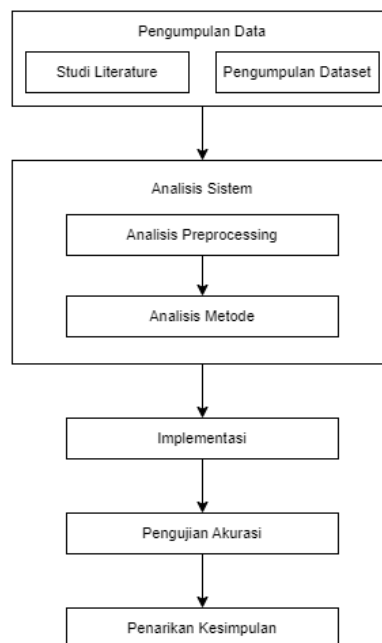 Pengumpulan Data
Studi Literature
Pengumpulan Dataset
Analisis Sistem
Analisis Preprocessing
Analisis Metode
Implementasi
Pengujian Akurasi
Penarikan Kesimpulan